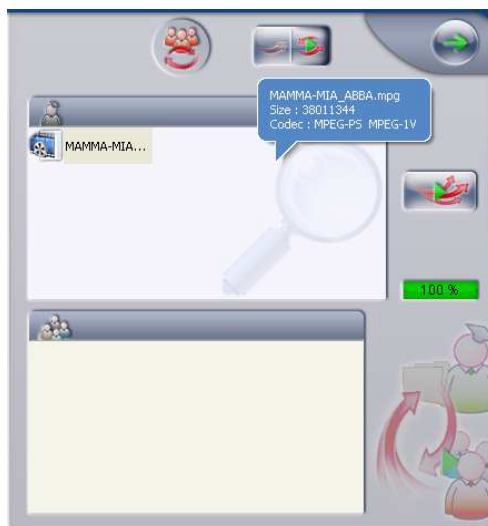 MAMMA-MIA_ABBA.mpg
Size : 38011344
Codec : MPEG-PS MPEG-1V
MAMMA-MIA...
100 %